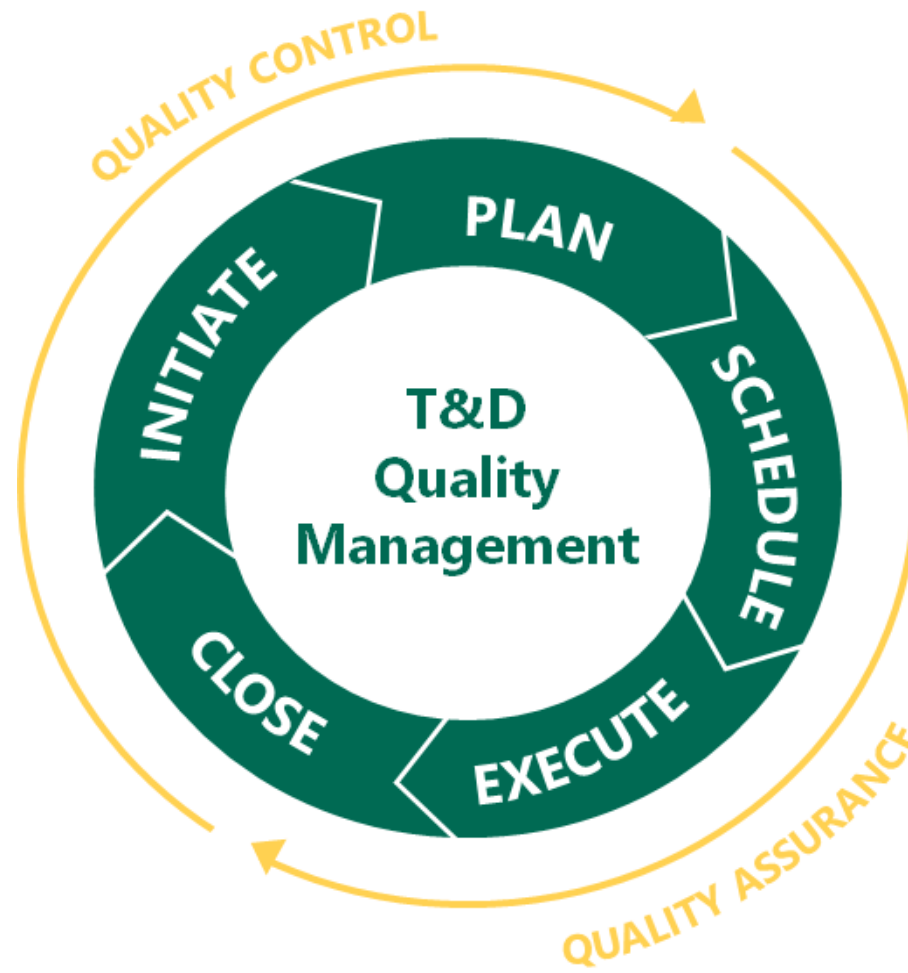 QUALITY CONTROL
PLAN
INITIATE
SCHEDULE
T&D
Quality
Management
CLOSE
EXECUTE
QUALITY ASSURANCE